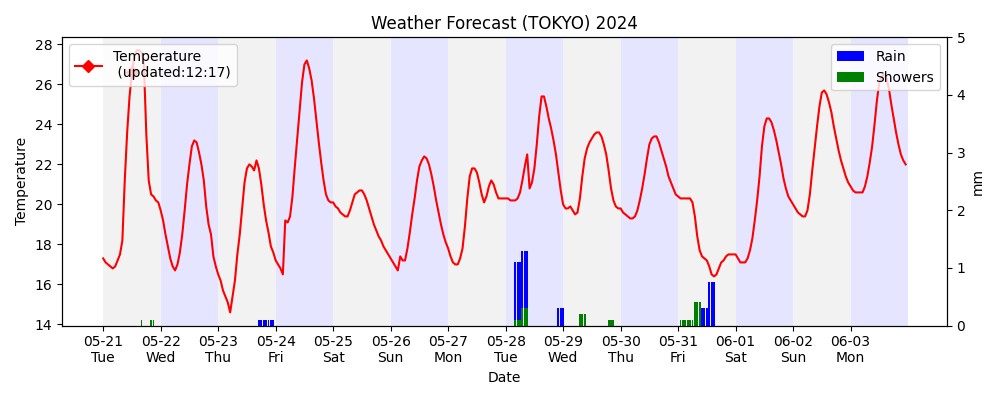 Weather Forecast (TOKYO) 2024
Temperature
(updated:12:17)
Rain
Showers
28
26
24
22
20
18
16
14
Temperature
5
4
3
2
1
0
mm
05-21 05-22 05-23 05-24 05-25 05-26 05-27 05-28 05-29 05-30 05-31 06-01 06-02 06-03
Tue Wed Thu Fri Sat Sun Mon Tue Wed Thu Fri Sat Sun Mon
Date